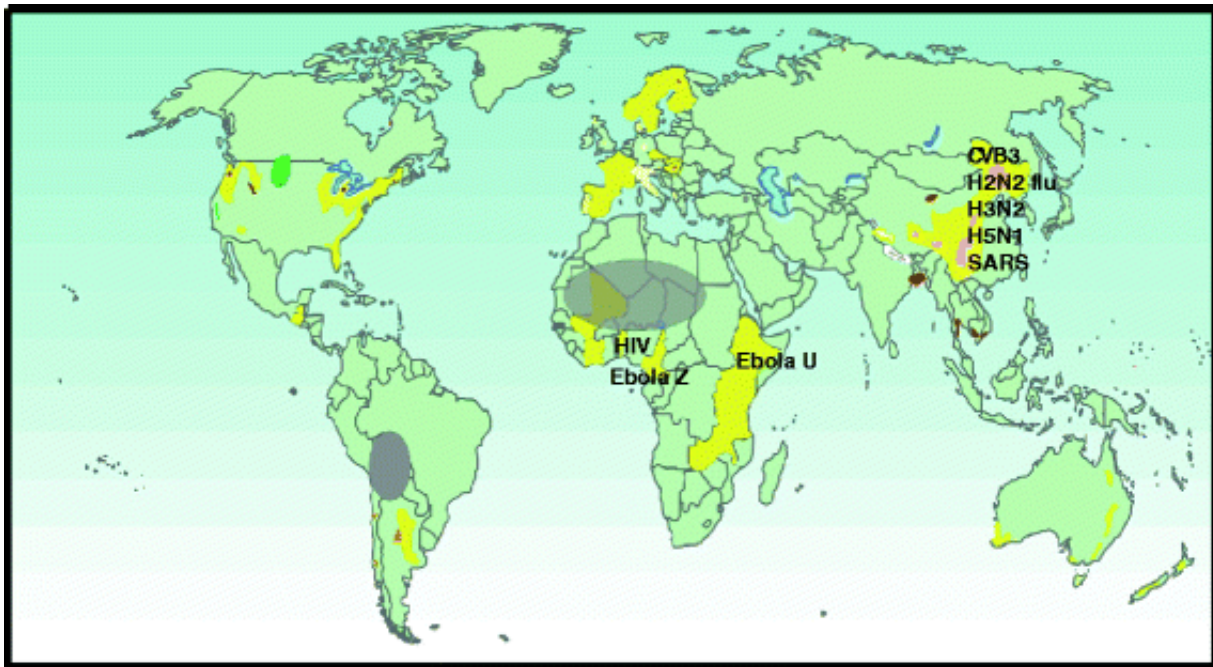 CVB3
H2N2 flu
H3N2
H5N1
SARS
HIV
Ebola Z
Ebola U